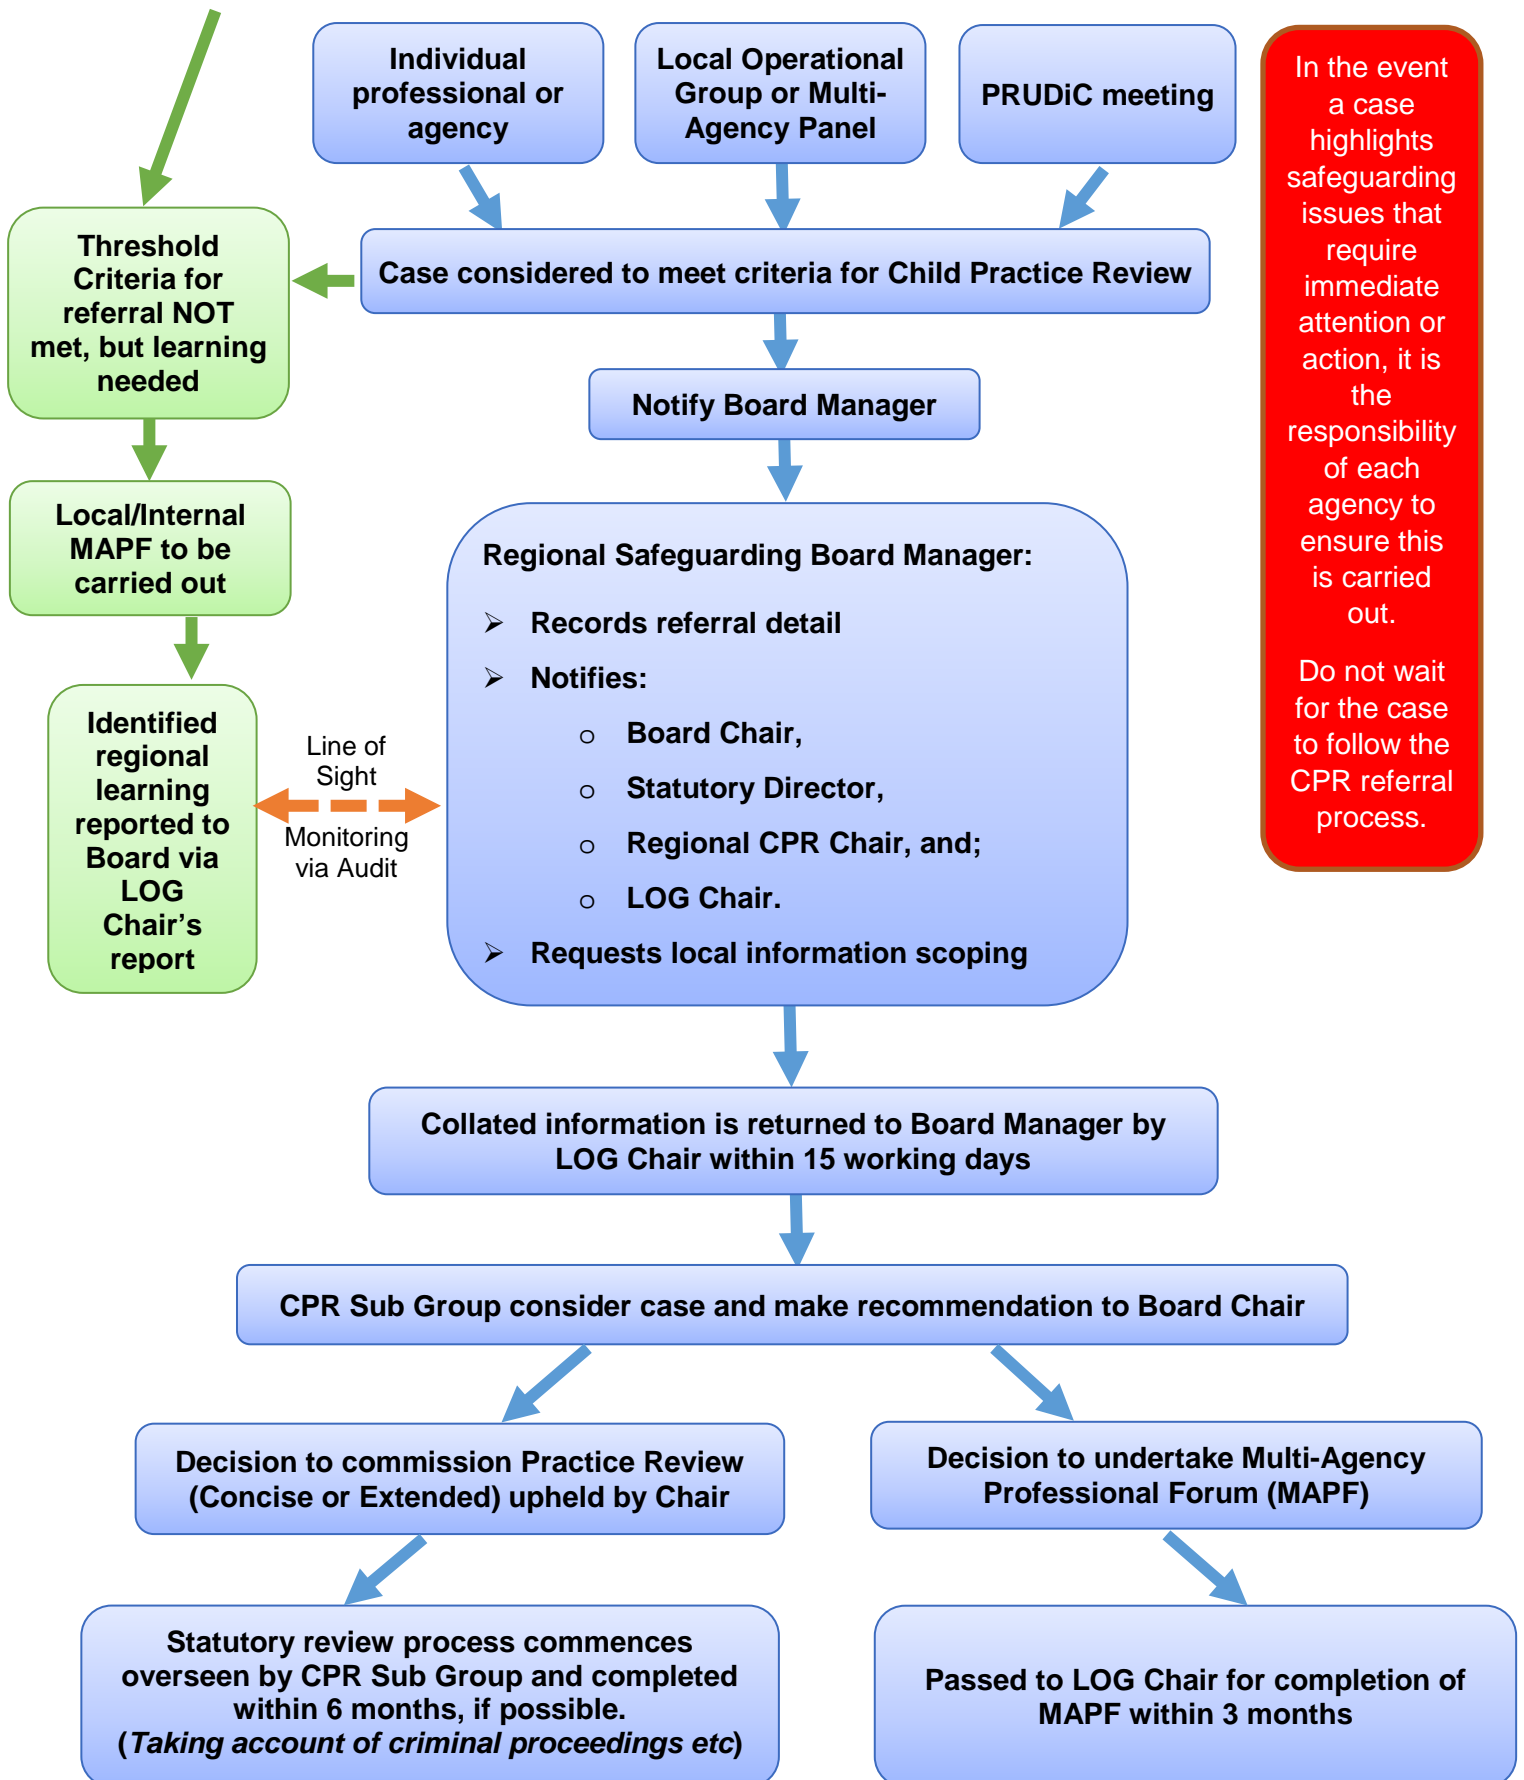 Individual
professional or
agency
Local Operational
Group or Multi-
Agency Panel
PRUDiC meeting
In the event
a case
highlights
safeguarding
issues that
require
immediate
attention or
action, it is
the
responsibility
of each
agency to
ensure this
is carried
out.
Do not wait
for the case
to follow the
CPR referral
process.
Threshold
Criteria for
referral NOT
met, but learning
needed
Case considered to meet criteria for Child Practice Review
Notify Board Manager
Local/Internal
MAPF to be
carried out
Identified
regional
learning
reported to
Board via
LOG
Chair’s
report
Line of
Sight
Monitoring
via Audit
Regional Safeguarding Board Manager:
➢ Records referral detail
➢ Notifies:
o Board Chair,
o Statutory Director,
o Regional CPR Chair, and;
o LOG Chair.
➢ Requests local information scoping
Collated information is returned to Board Manager by
LOG Chair within 15 working days
CPR Sub Group consider case and make recommendation to Board Chair
Decision to commission Practice Review
(Concise or Extended) upheld by Chair
Decision to undertake Multi-Agency
Professional Forum (MAPF)
Statutory review process commences
overseen by CPR Sub Group and completed
within 6 months, if possible.
(Taking account of criminal proceedings etc)
Passed to LOG Chair for completion of
MAPF within 3 months